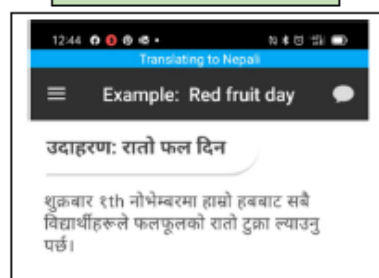 12:44
Translating to Nepali
Example: Red fruit day
उदाहरण: रातो फल दिन
शुक्रबार १th नोभेम्बरमा हाम्रो हबबाट सबै
विद्यार्थीहरूले फलफूलको रातो टुक्रा ल्याउनु
पर्छ।